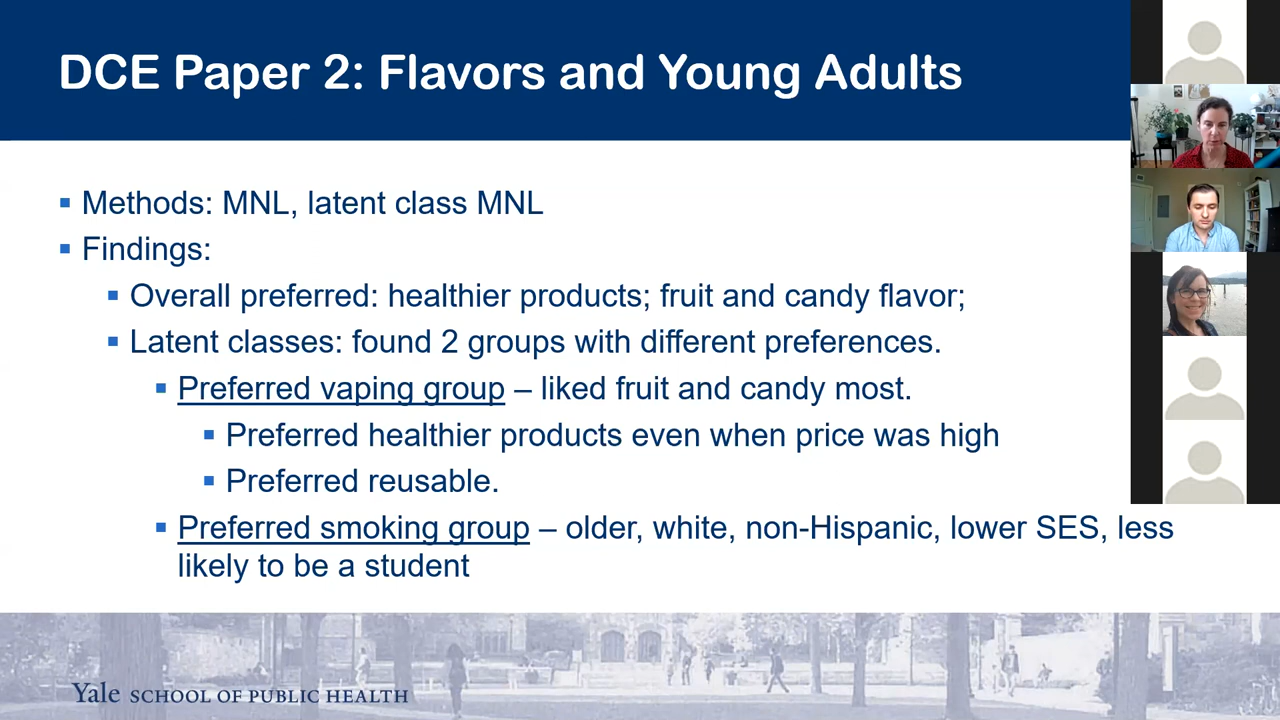 DCE Paper 2: Flavors and Young Adults
▪ Methods: MNL, latent class MNL
▪ Findings:
▪ Overall preferred: healthier products; fruit and candy flavor;
▪ Latent classes: found 2 groups with different preferences.
▪ Preferred vaping group – liked fruit and candy most.
▪ Preferred healthier products even when price was high
▪ Preferred reusable.
▪ Preferred smoking group – older, white, non-Hispanic, lower SES, less
likely to be a student
Yale SCHOOL OF PUBLIC HEALTH